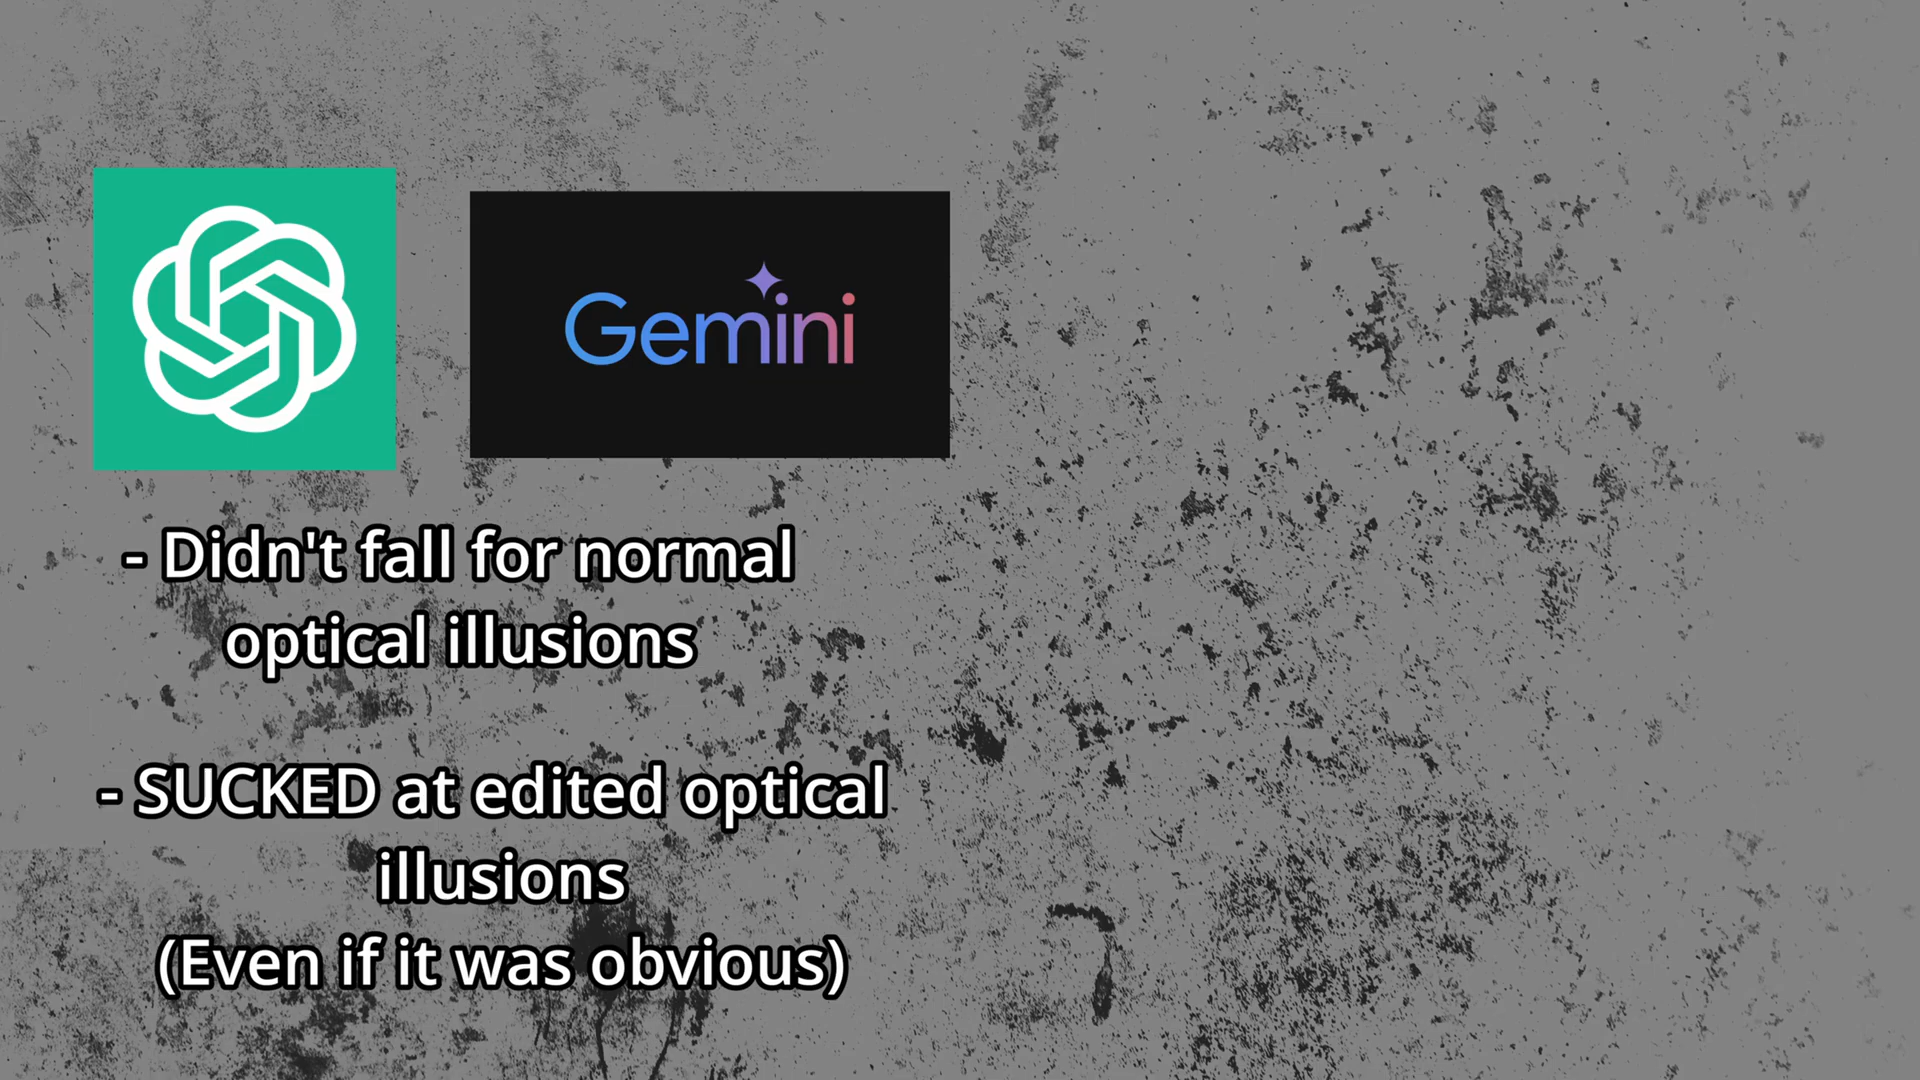 Gemini
- Didn't fall for normal
optical illusions
- SUCKED at edited optical
illusions
(Even if it was obvious)